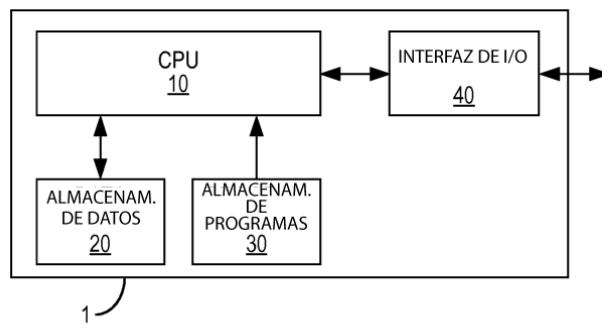 CPU
10
INTERFAZ DE I/O
40
ALMACENAM.
DE DATOS
20
ALMACENAM.
DE
PROGRAMAS
30
1